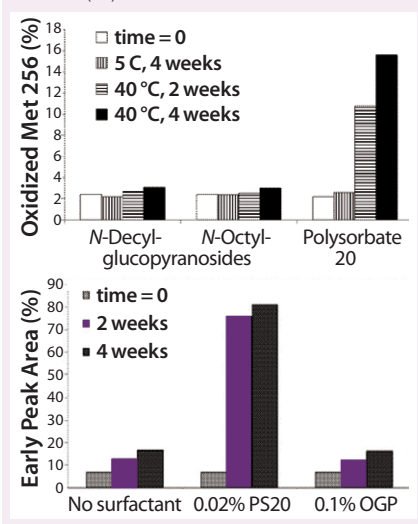 Oxidized Met 256 (%)
18
16
14
12
10
8
6
4
2
0
time = 0
5 C, 4 weeks
40 °C, 2 weeks
40 °C, 4 weeks
N-Decyl-
glucopyranosides
N-Octyl-
Polysorbate
20
Early Peak Area (%)
90
80
70
60
50
40
30
20
10
0
time = 0
2 weeks
4 weeks
No surfactant
0.02% PS20
0.1% OGP